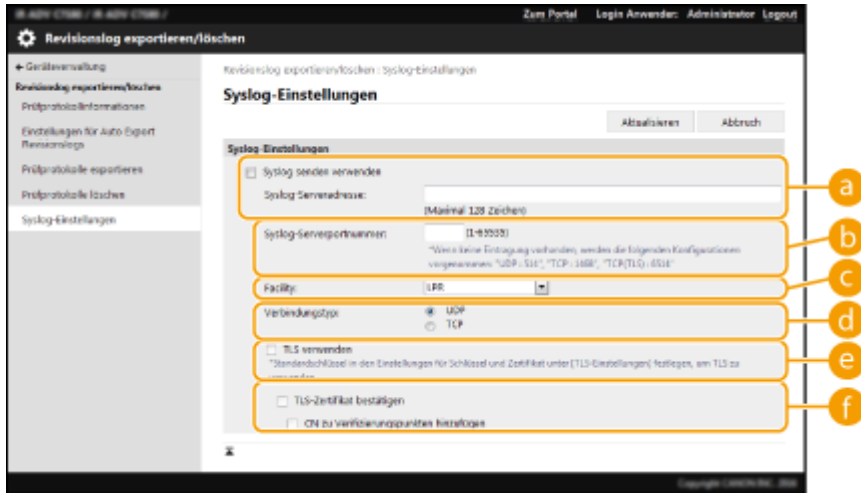 Zum Portal Login Anwender: Administrator Logout
Revisionslog exportieren/löschen
Geräteverwaltung
Revisionslog exportieren/löschen
Prüfprotokollinformationen
Einstellungen für Auto Export
Revisionslogs
Prüfprotokolle exportieren
Prüfprotokolle löschen
Syslog-Einstellungen
Revisionslog exportieren/löschen : Syslog-Einstellungen
Syslog-Einstellungen
Aktualisieren Abbruch
Syslog-Einstellungen
Syslog senden verwenden
Syslog-Serveradresse:
(Maximal 128 Zeichen)
a
Syslog-Serverportnummer: (1-65535)
*Wenn keine Eintragung vorhanden, werden die folgenden Konfigurationen
vorgenommen. "UDP : 514", "TCP : 1468", "TCP(TLS) : 6514"
b
Facility: LPR
c
Verbindungstyp: UDP
TCP
d
TLS verwenden
*Standardschlüssel in den Einstellungen für Schlüssel und Zertifikat unter [TLS-Einstellungen] festlegen, um TLS zu
e
TLS-Zertifikat bestätigen
CN zu Verifizierungspunkten hinzufügen
f
Copyright CANON INC.